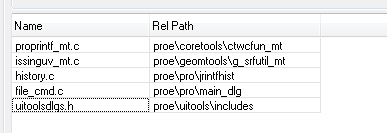 Name Rel Path
proprintf_mt.c proe\coretools\ctwcfun_mt
issinguv_mt.c proe\geomtools\g_srfutil_mt
history.c proe\pro\jrintfhist
file_cmd.c proe\pro\main_dlg
uitoolsdlgs.h proe\uitools\includes